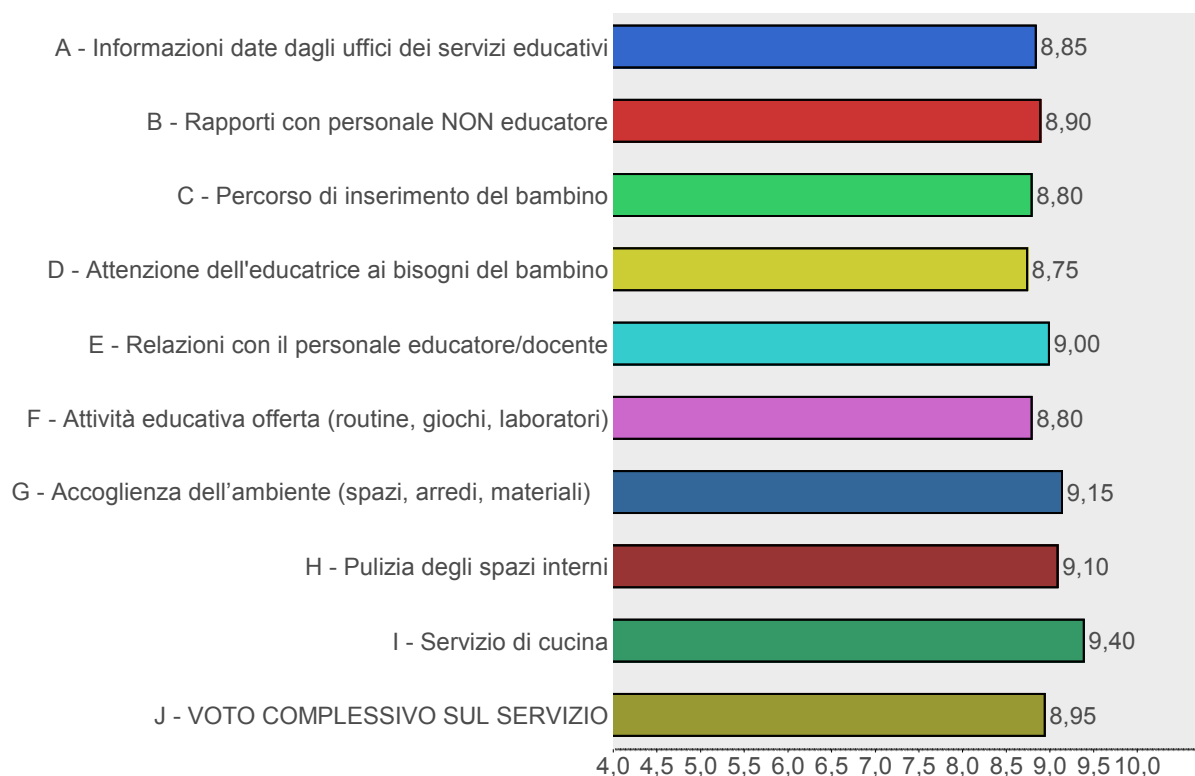 A - Informazioni date dagli uffici dei servizi educativi 8,85
B - Rapporti con personale NON educatore 8,90
C - Percorso di inserimento del bambino 8,80
D - Attenzione dell'educatrice ai bisogni del bambino 8,75
E - Relazioni con il personale educatore/docente 9,00
F - Attività educativa offerta (routine, giochi, laboratori) 8,80
G - Accoglienza dell’ambiente (spazi, arredi, materiali) 9,15
H - Pulizia degli spazi interni 9,10
I - Servizio di cucina 9,40
J - VOTO COMPLESSIVO SUL SERVIZIO 8,95
4,0 4,5 5,0 5,5 6,0 6,5 7,0 7,5 8,0 8,5 9,0 9,5 10,0